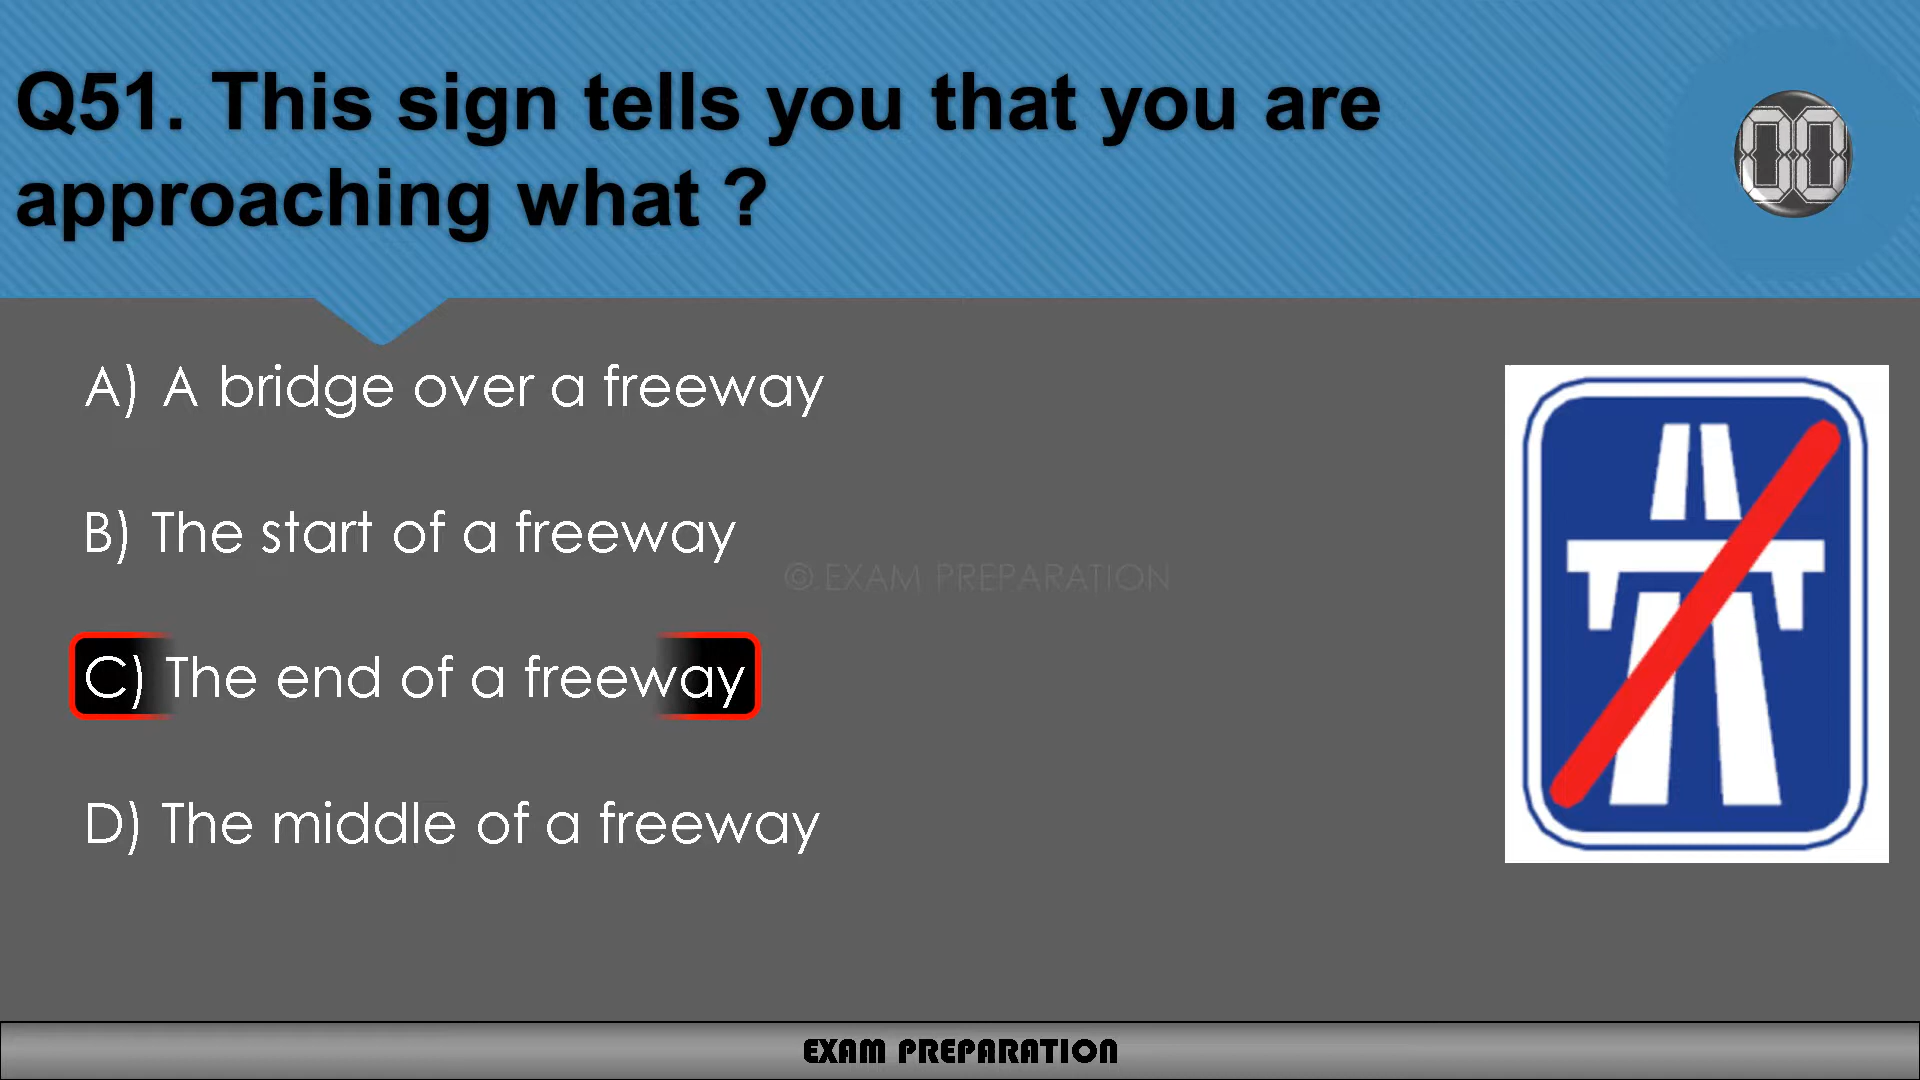 Q51. This sign tells you that you are
approaching what ?
00
A) A bridge over a freeway
B) The start of a freeway
© EXAM PREPARATION
C) The end of a freeway
D) The middle of a freeway
EXAM PREPARATION